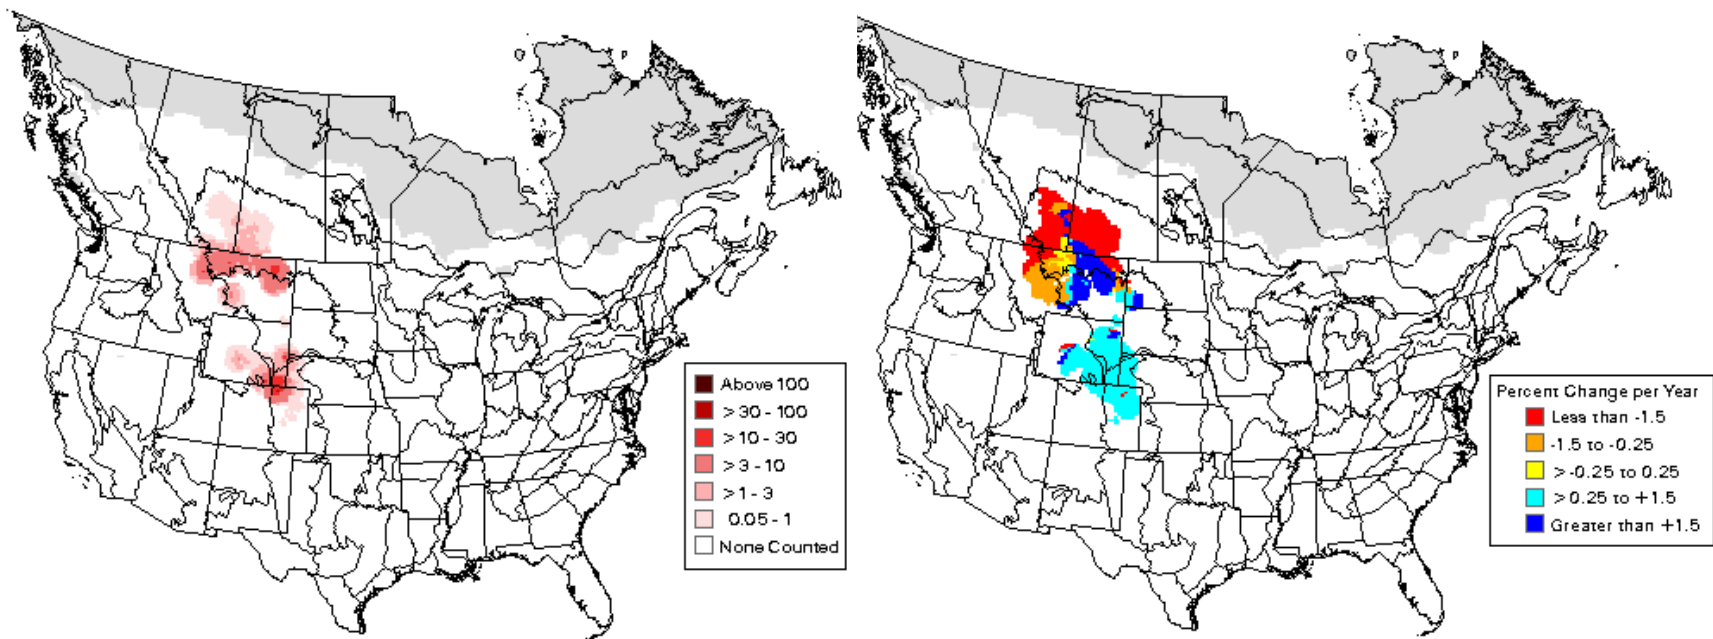 Above 100
>30 - 100
>10 - 30
>3 - 10
>1 - 3
0.05 - 1
None Counted
Percent Change per Year
Less than -1.5
-1.5 to -0.25
>-0.25 to 0.25
>0.25 to +1.5
Greater than +1.5